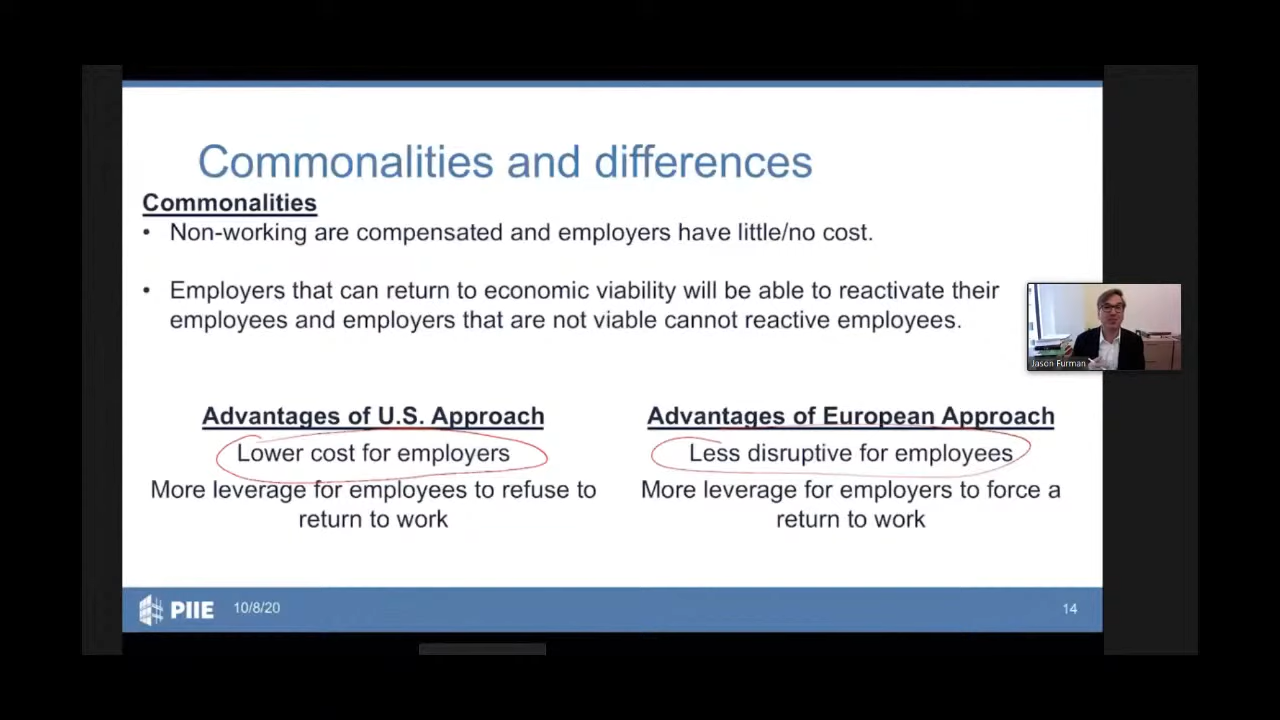 Commonalities and differences
Commonalities
• Non-working are compensated and employers have little/no cost.
• Employers that can return to economic viability will be able to reactivate their
employees and employers that are not viable cannot reactive employees.
Jason Furman
Advantages of U.S. Approach
Lower cost for employers
More leverage for employees to refuse to
return to work
Advantages of European Approach
Less disruptive for employees
More leverage for employers to force a
return to work
PIIE
10/8/20
14